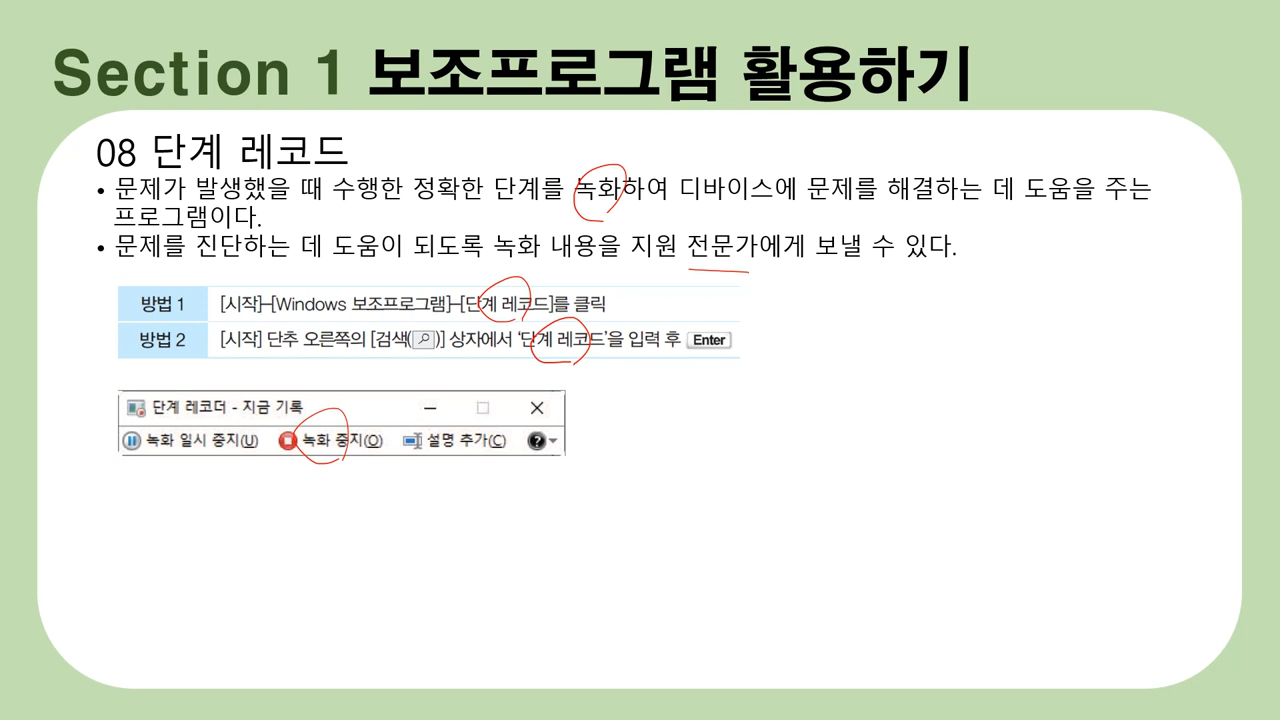 Section 1 보조프로그램 활용하기
08 단계 레코드
• 문제가 발생했을 때 수행한 정확한 단계를 녹화하여 디바이스에 문제를 해결하는 데 도움을 주는
프로그램이다.
• 문제를 진단하는 데 도움이 되도록 녹화 내용을 지원 전문가에게 보낼 수 있다.
방법 1 [시작]-[Windows 보조프로그램]-[단계 레코드]를 클릭
방법 2 [시작] 단추 오른쪽의 [검색( )] 상자에서 '단계 레코드'을 입력 후 Enter
단계 레코더 - 지금 기록
녹화 일시 중지(U) 녹화 중지(O) 설명 추가(C) ?